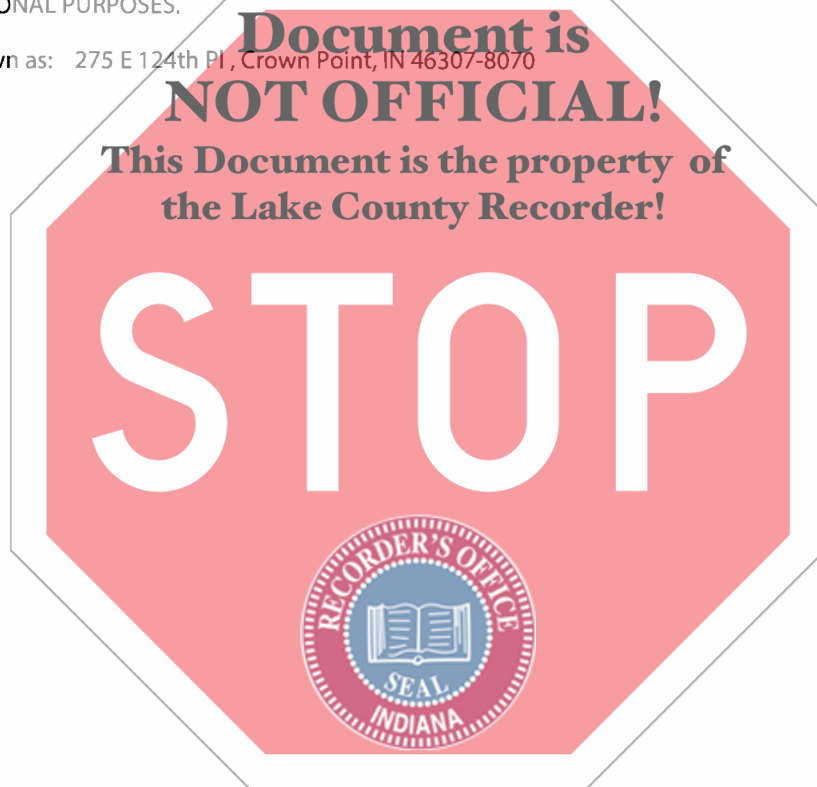 ONAL PURPOSES.
Document is
wn as: 275 E 124th Pl , Crown Point, IN 46307-8070
NOT OFFICIAL!
This Document is the property of
the Lake County Recorder!
STOP
RECORDER'S OFFICE
SEAL
INDIANA